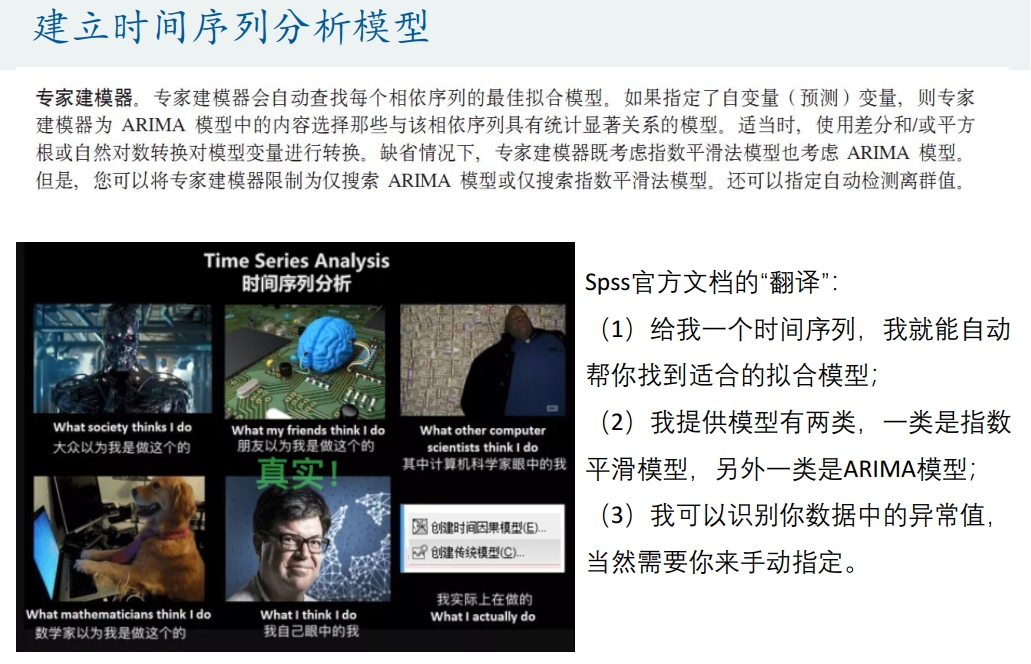 建立时间序列分析模型
专家建模器。专家建模器会自动查找每个相依序列的最佳拟合模型。如果指定了自变量（预测）变量，则专家
建模器为 ARIMA 模型中的内容选择那些与该相依序列具有统计显著关系的模型。适当时，使用差分和/或平方
根或自然对数转换对模型变量进行转换。缺省情况下，专家建模器既考虑指数平滑法模型也考虑 ARIMA 模型。
但是，您可以将专家建模器限制为仅搜索 ARIMA 模型或仅搜索指数平滑法模型。还可以指定自动检测离群值。
Time Series Analysis
时间序列分析
What society thinks I do
大众以为我是做这个的
What my friends think I do
朋友以为我是做这个的
What other computer
scientists think I do
其中计算机科学家眼中的我
真实！
What mathematicians think I do
数学家以为我是做这个的
What I think I do
我自己眼中的我
创建时间因果模型(E)...
创建传统模型(C)...
我实际上在做的
What I actually do
Spss官方文档的“翻译”：
（1）给我一个时间序列，我就能自动
帮你找到适合的拟合模型；
（2）我提供模型有两类，一类是指数
平滑模型，另外一类是ARIMA模型；
（3）我可以识别你数据中的异常值，
当然需要你来手动指定。